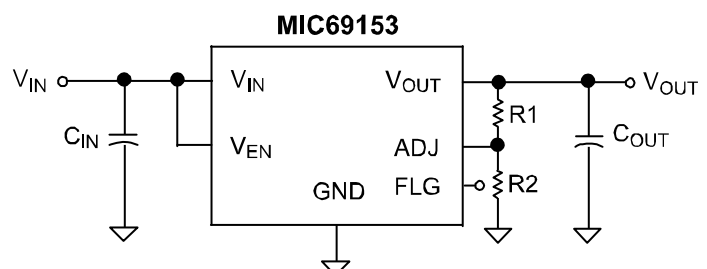 MIC69153
VIN
VIN
VOUT
VOUT
R1
CIN
VEN
ADJ
COUT
FLG
R2
GND